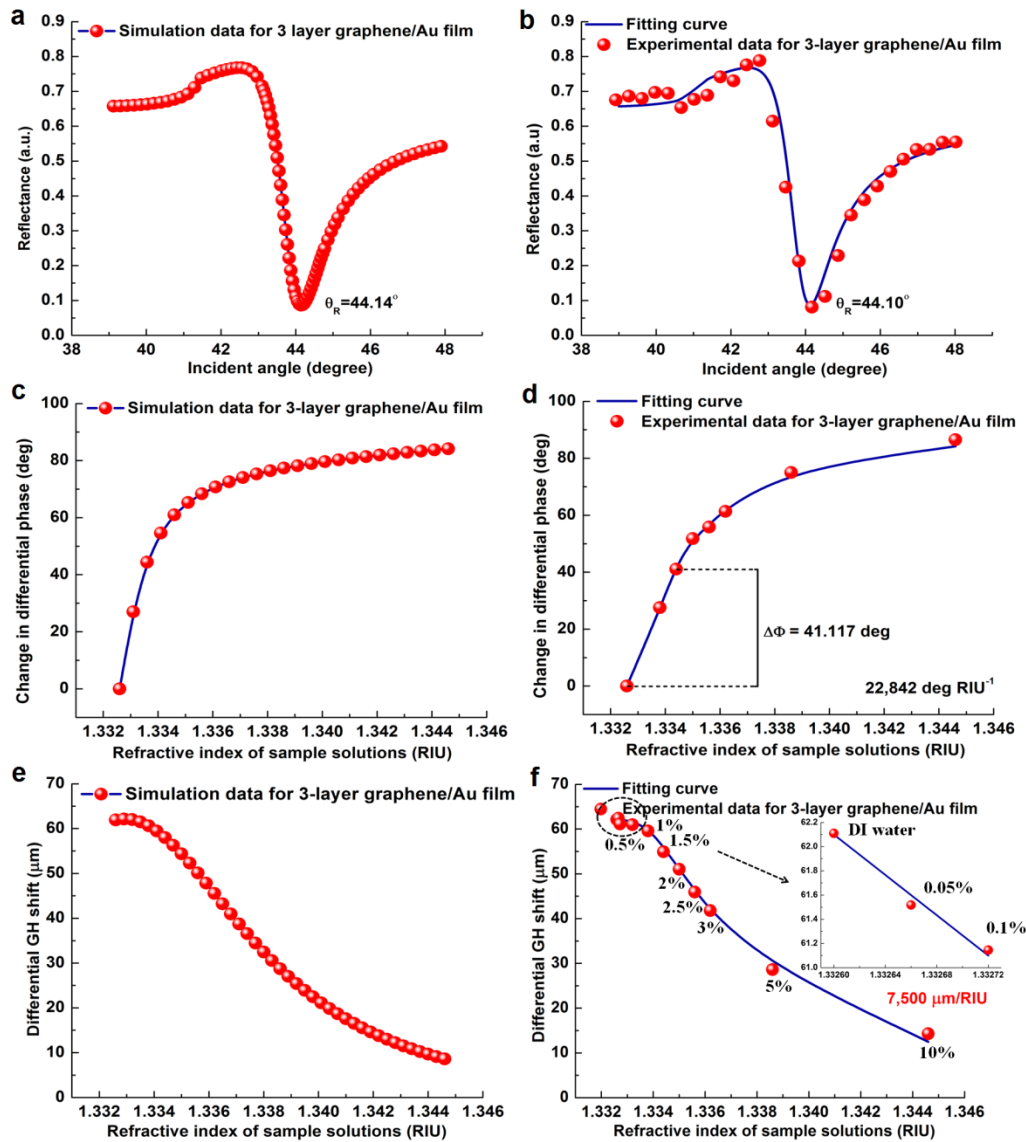 a
Simulation data for 3 layer graphene/Au film
0.9
0.8
0.7
0.6
0.5
0.4
0.3
0.2
0.1
0.0
Reflectance (a.u.)
θR=44.14°
38 40 42 44 46 48
Incident angle (degree)
b
Fitting curve
Experimental data for 3-layer graphene/Au film
0.9
0.8
0.7
0.6
0.5
0.4
0.3
0.2
0.1
0.0
Reflectance (a.u)
θR=44.10°
38 40 42 44 46 48
Incident angle (degree)
c
Simulation data for 3-layer graphene/Au film
100
80
60
40
20
0
Change in differential phase (deg)
1.332 1.334 1.336 1.338 1.340 1.342 1.344 1.346
Refractive index of sample solutions (RIU)
d
Fitting curve
Experimental data for 3-layer graphene/Au film
100
80
60
40
20
0
Change in differential phase (deg)
ΔΦ = 41.117 deg
22,842 deg RIU-1
1.332 1.334 1.336 1.338 1.340 1.342 1.344 1.346
Refractive index of sample solutions (RIU)
e
Simulation data for 3-layer graphene/Au film
70
60
50
40
30
20
10
0
Differential GH shift (μm)
1.332 1.334 1.336 1.338 1.340 1.342 1.344 1.346
Refractive index of sample solutions (RIU)
f
Fitting curve
Experimental data for 3-layer graphene/Au film
70
60
50
40
30
20
10
0
Differential GH shift (μm)
0.5%
1%
1.5%
2%
2.5%
3%
5%
10%
62.2
62.0
61.8
61.6
61.4
61.2
61.0
DI water
0.05%
0.1%
1.33260 1.33264 1.33268 1.33272
7,500 μm/RIU
1.332 1.334 1.336 1.338 1.340 1.342 1.344 1.346
Refractive index of sample solutions (RIU)